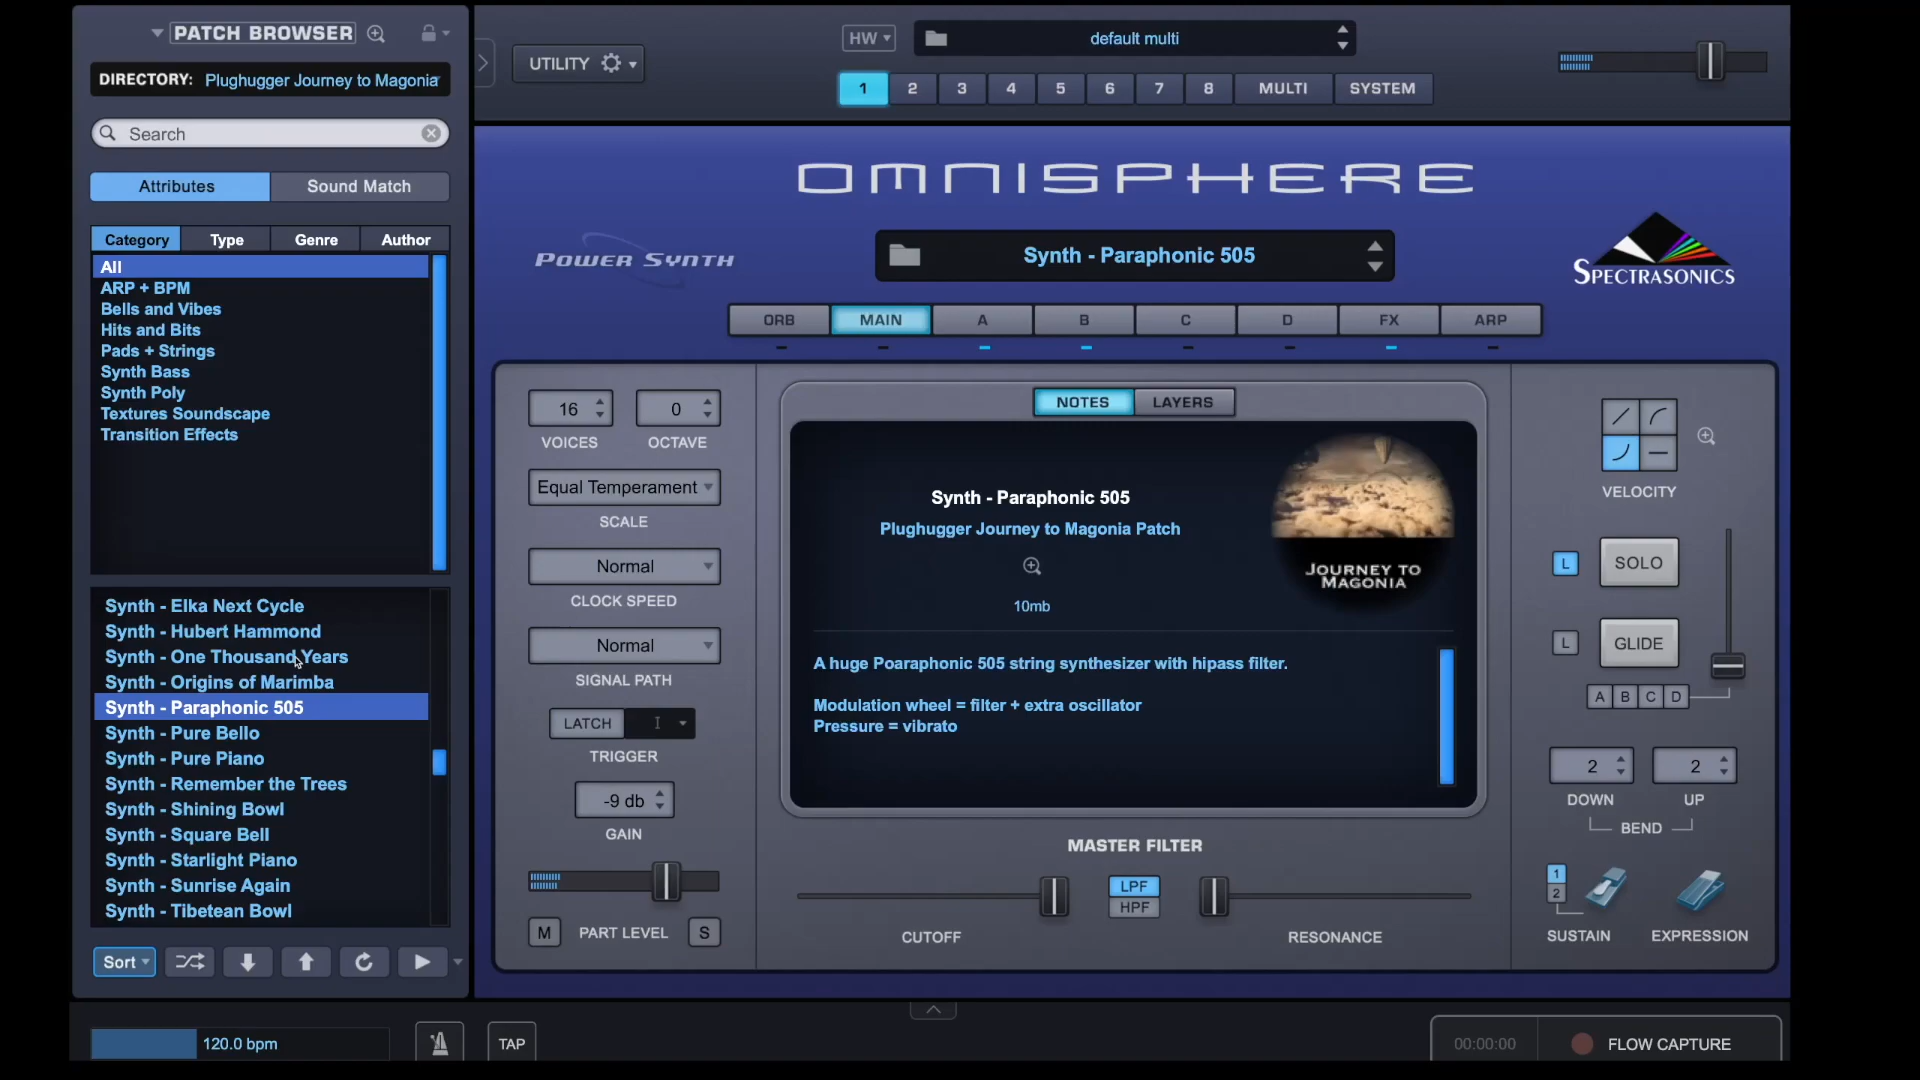 PATCH BROWSER
DIRECTORY: Plughugger Journey to Magonia
Search
Attributes
Sound Match
Category
Type
Genre
Author
All
ARP + BPM
Bells and Vibes
Hits and Bits
Pads + Strings
Synth Bass
Synth Poly
Textures Soundscape
Transition Effects
Synth - Elka Next Cycle
Synth - Hubert Hammond
Synth - One Thousand Years
Synth - Origins of Marimba
Synth - Paraphonic 505
Synth - Pure Bello
Synth - Pure Piano
Synth - Remember the Trees
Synth - Shining Bowl
Synth - Square Bell
Synth - Starlight Piano
Synth - Sunrise Again
Synth - Tibetean Bowl
Sort
120.0 bpm
TAP
UTILITY
HW
default multi
1 2 3 4 5 6 7 8 MULTI SYSTEM
OMNISPHERE
POWER SYNTH
Synth - Paraphonic 505
SPECTRASONICS
ORB MAIN A B C D FX ARP
16
0
VOICES
OCTAVE
Equal Temperament
SCALE
Normal
CLOCK SPEED
Normal
SIGNAL PATH
LATCH
TRIGGER
-9 db
GAIN
M
PART LEVEL
S
NOTES
LAYERS
Synth - Paraphonic 505
Plughugger Journey to Magonia Patch
10mb
JOURNEY TO
MAGONIA
A huge Poaraphonic 505 string synthesizer with hipass filter.
Modulation wheel = filter + extra oscillator
Pressure = vibrato
MASTER FILTER
LPF
HPF
CUTOFF
RESONANCE
VELOCITY
L
SOLO
L
GLIDE
A B C D
2
2
DOWN
UP
BEND
1
2
SUSTAIN
EXPRESSION
00:00:00
FLOW CAPTURE